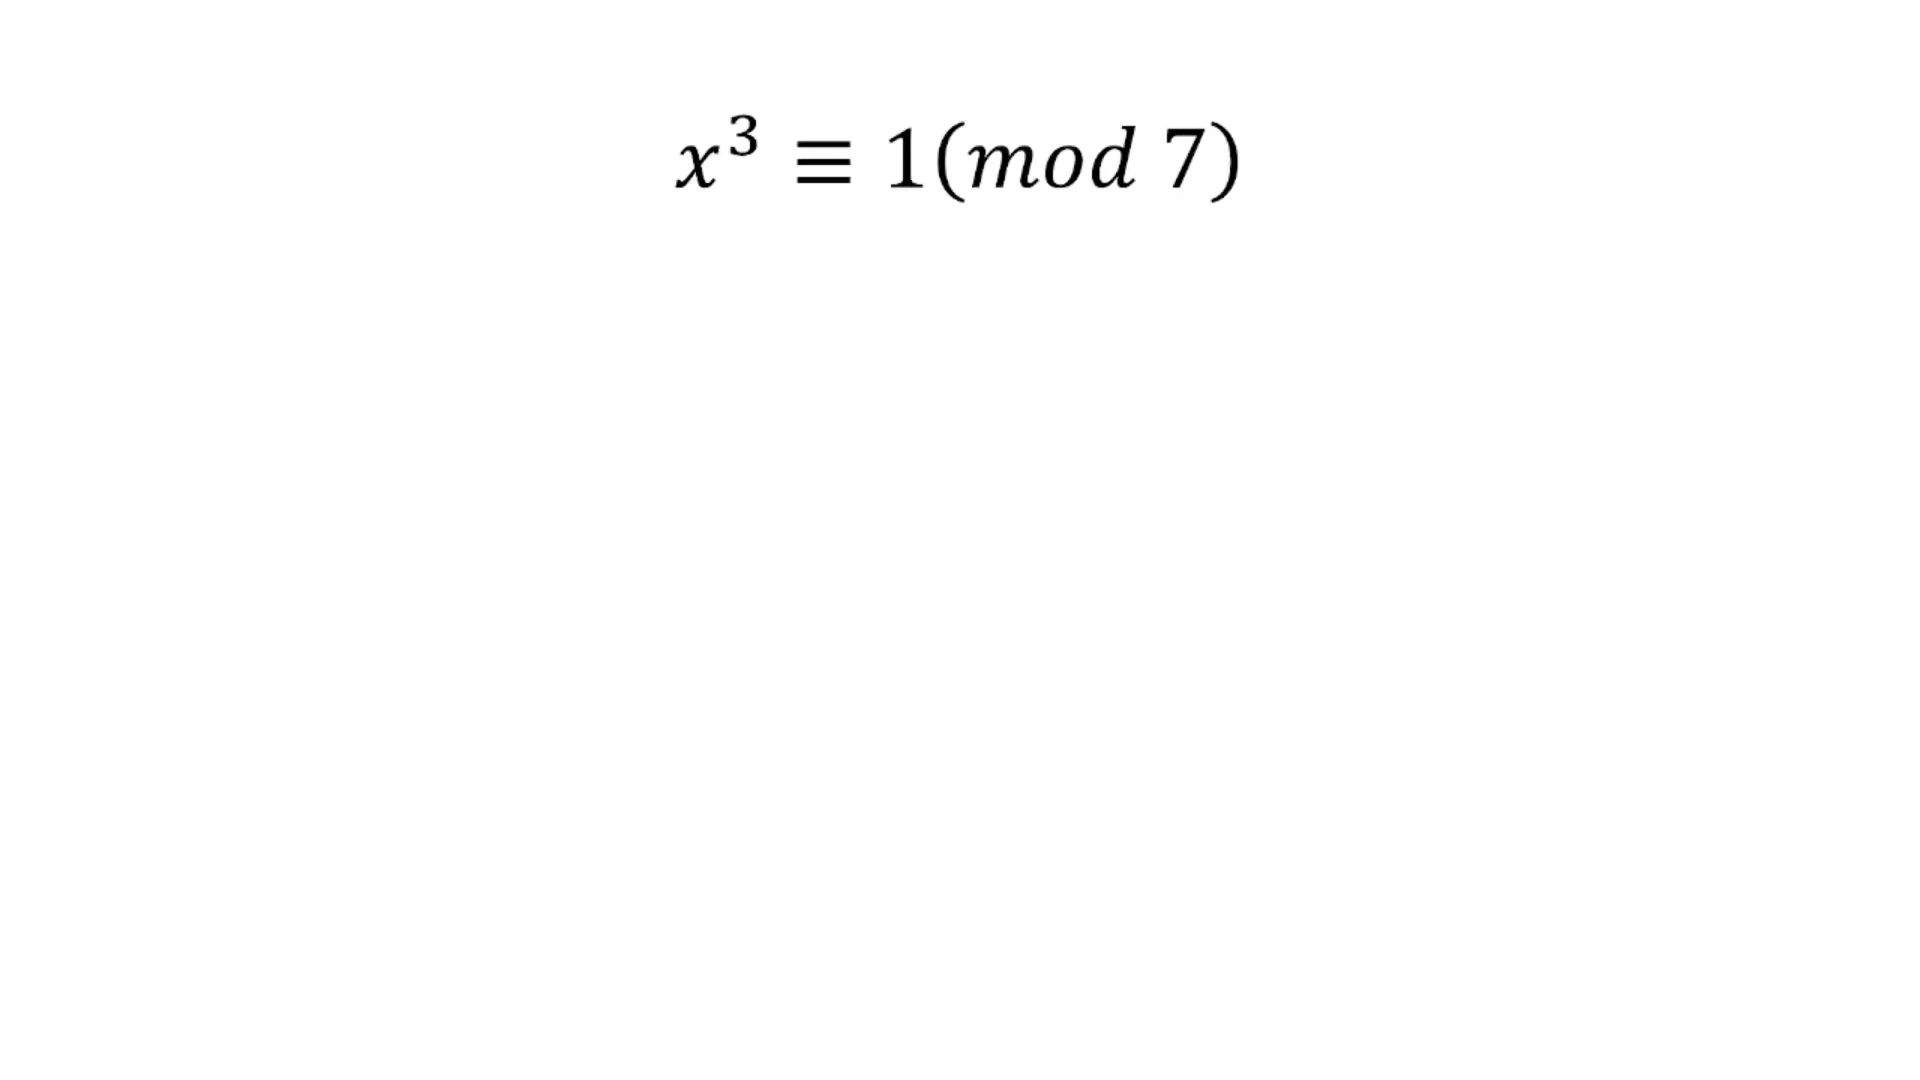 x³ ≡ 1(mod 7)